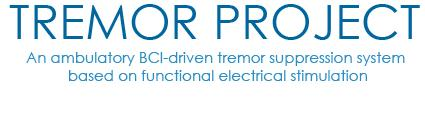 TREMOR PROJECT
An ambulatory BCI-driven tremor suppression system
based on functional electrical stimulation